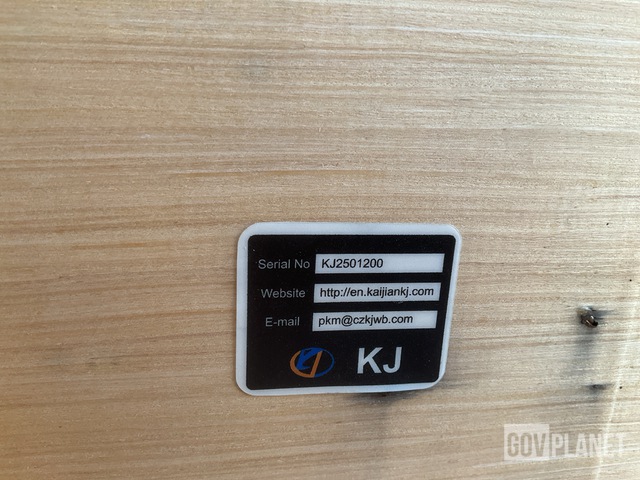 Serial No KJ2501200
Website http://en.kaijiankj.com
E-mail pkm@czkjwb.com
KJ
GOVPLANET